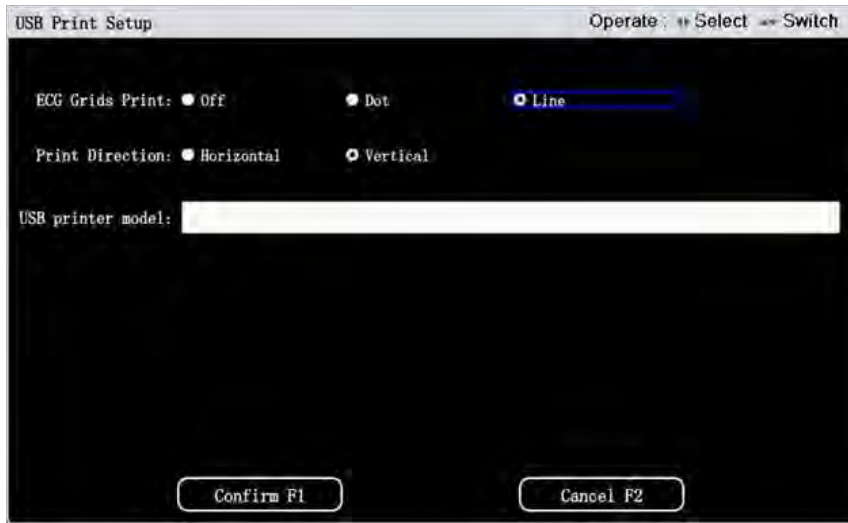 USB Print Setup Operate : Select Switch
ECG Grids Print: Off Dot Line
Print Direction: Horizontal Vertical
USB printer model:
Confirm F1 Cancel F2